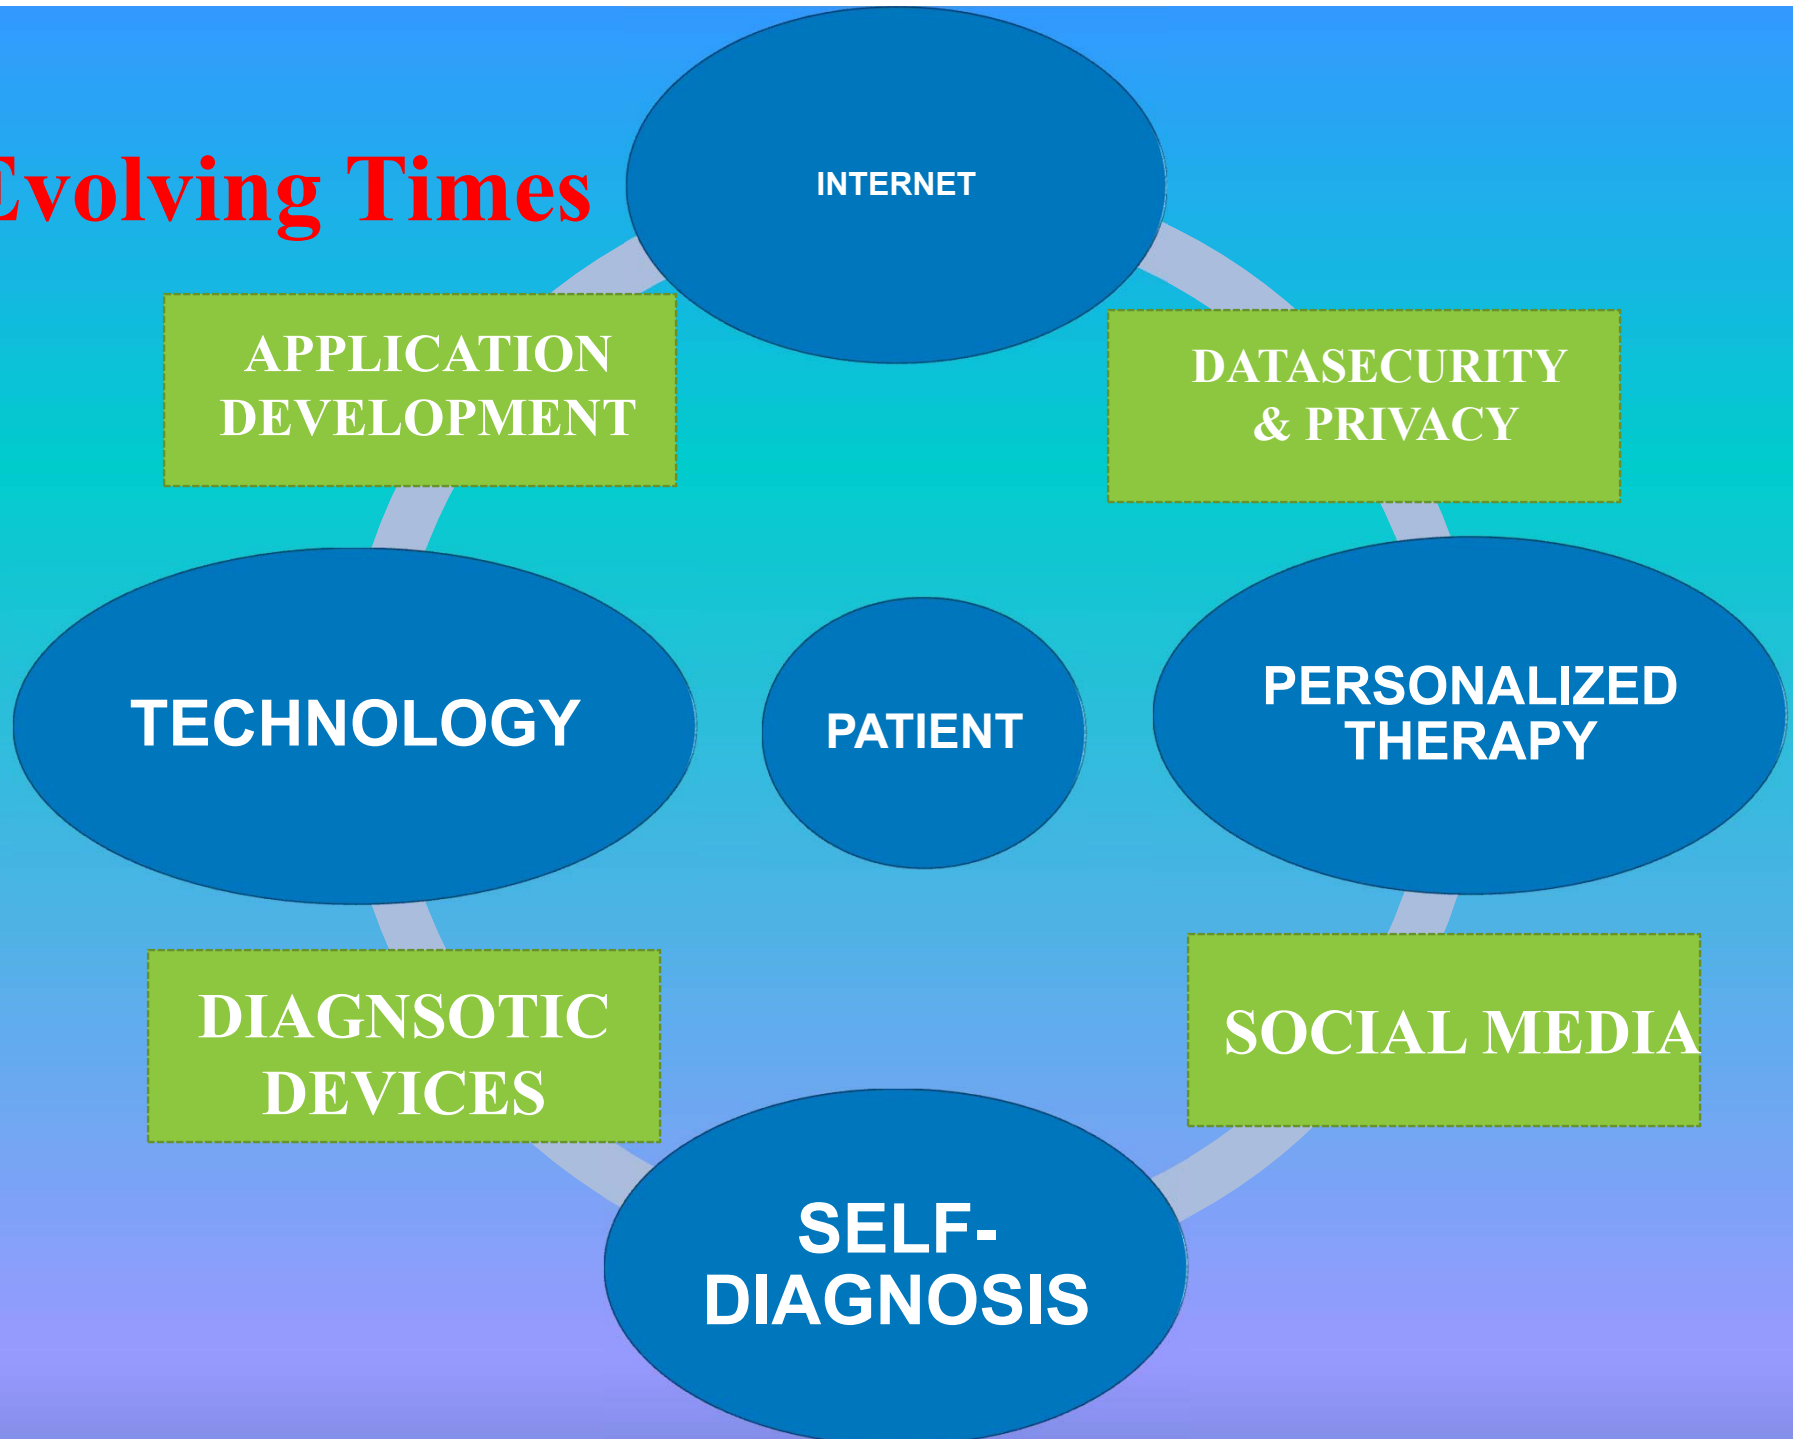 INTERNET
Evolving Times
APPLICATION
DEVELOPMENT
DATASECURITY
& PRIVACY
TECHNOLOGY
PATIENT
PERSONALIZED
THERAPY
DIAGNSOTIC
DEVICES
SOCIAL MEDIA
SELF-
DIAGNOSIS